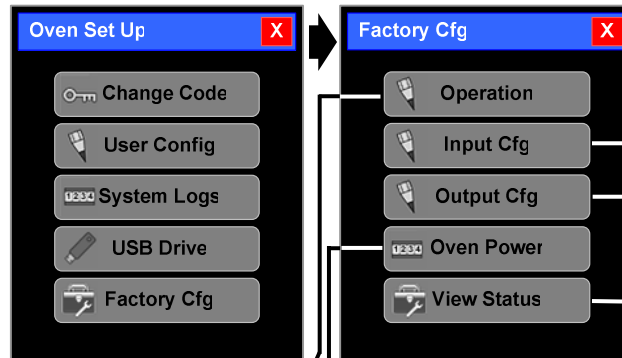 Oven Set Up
X
Change Code
User Config
1234 System Logs
USB Drive
Factory Cfg
Factory Cfg
X
Operation
Input Cfg
Output Cfg
1234 Oven Power
View Status